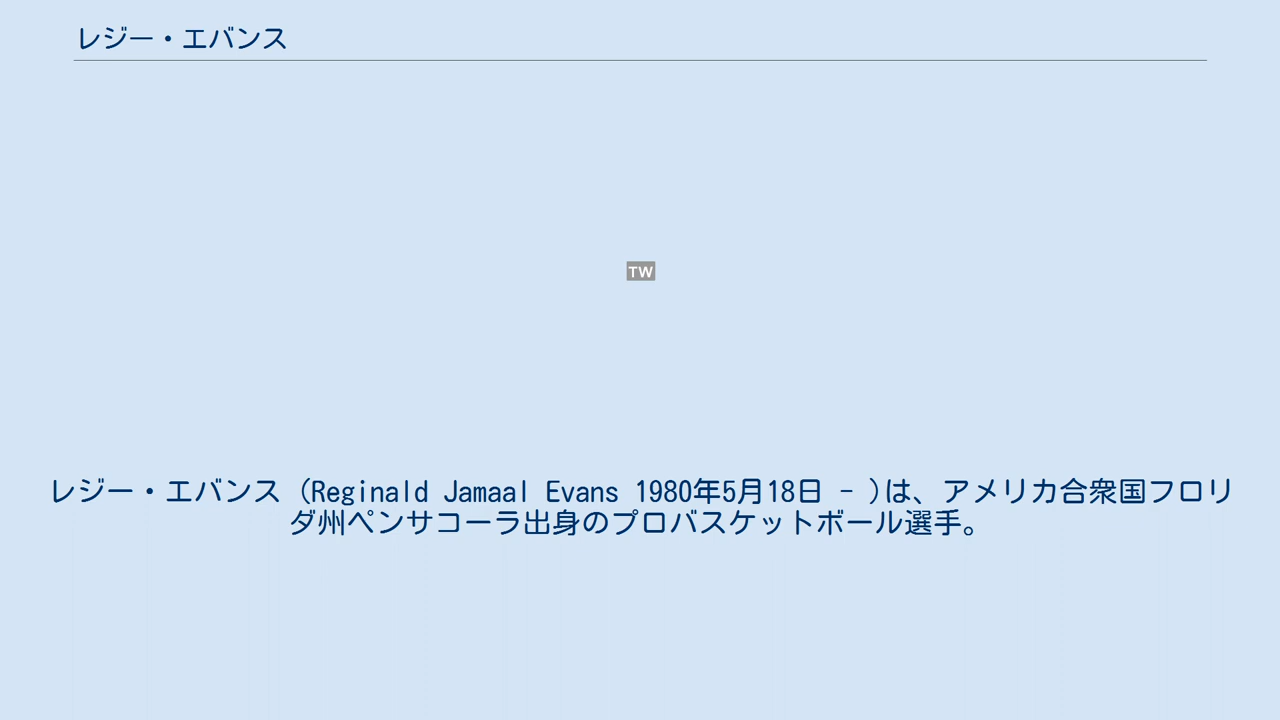 レジー・エバンス
TW
レジー・エバンス (Reginald Jamaal Evans 1980年5月18日 - )は、アメリカ合衆国フロリ
ダ州ペンサコーラ出身のプロバスケットボール選手。